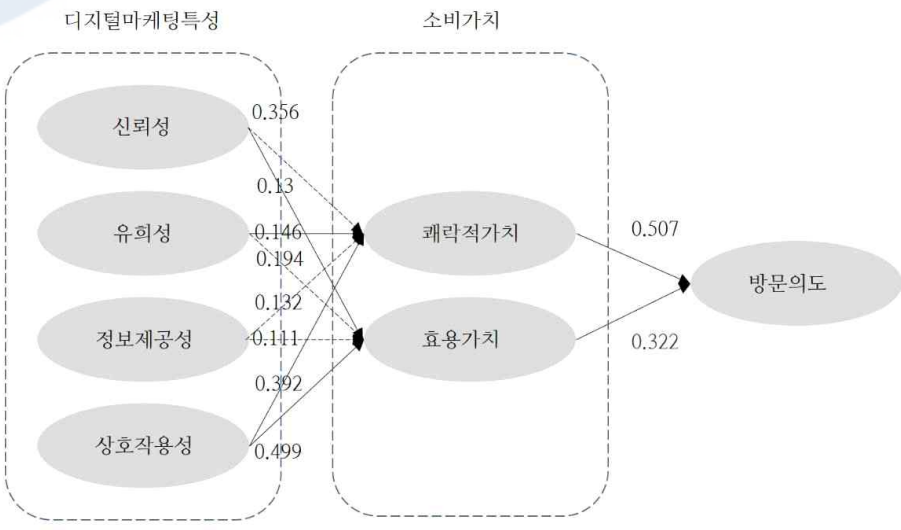 디지털마케팅특성
소비가치
신뢰성
0.356
0.13
유희성
0.146
0.194
쾌락적가치
0.507
방문의도
0.132
정보제공성
0.111
효용가치
0.322
0.392
상호작용성
0.499